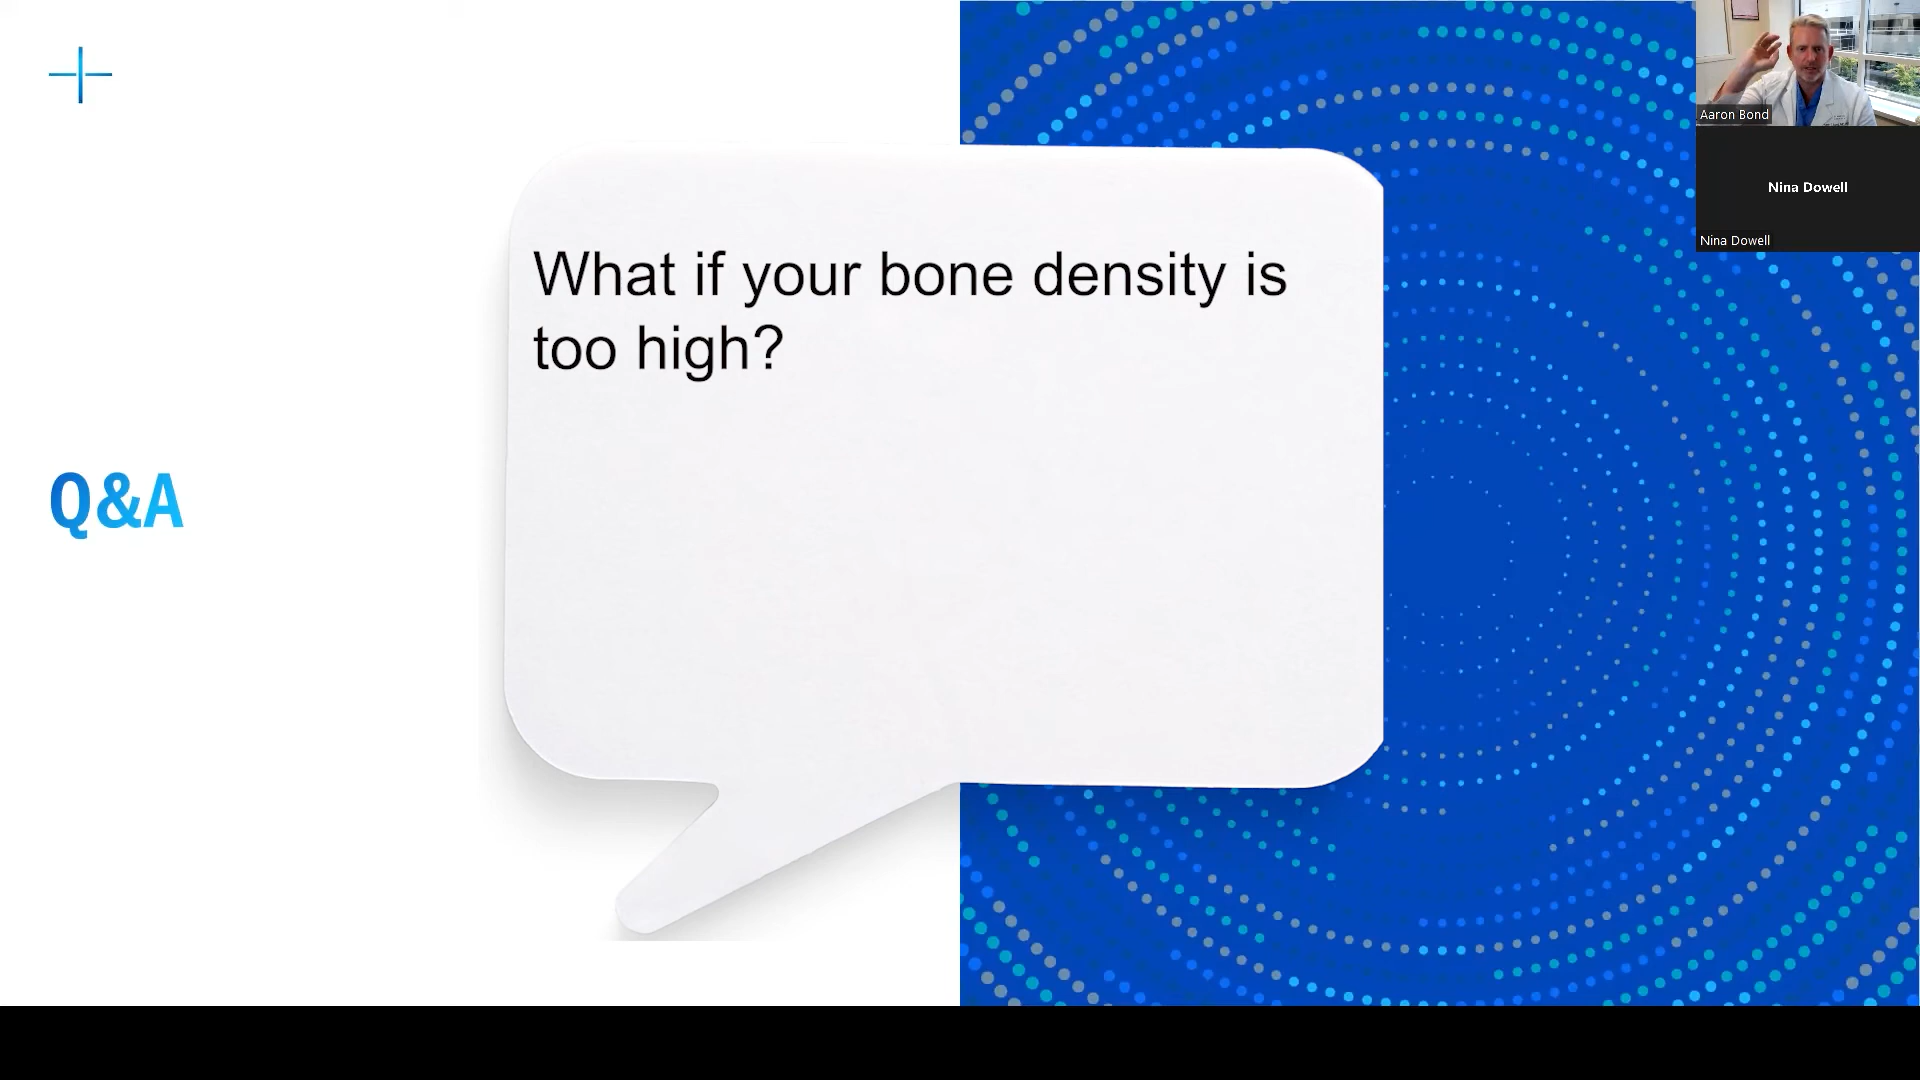 Q&A
What if your bone density is
too high?
Aaron Bond
Nina Dowell
Nina Dowell